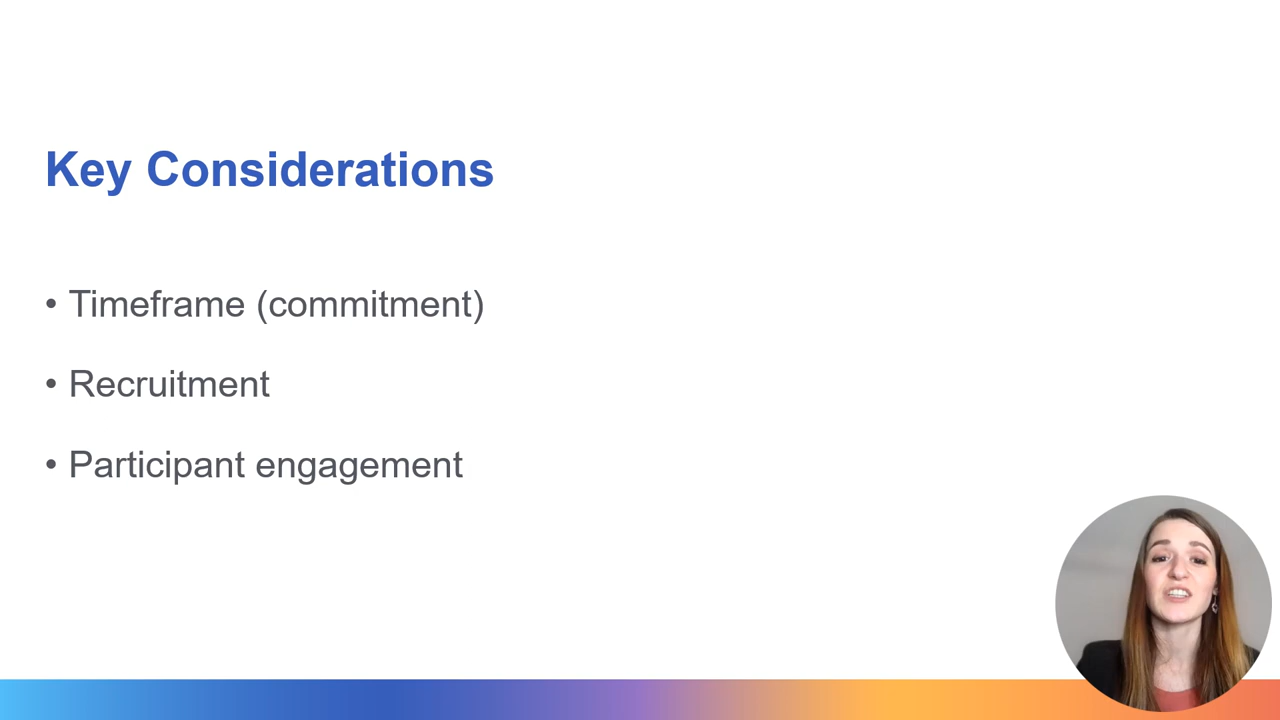 Key Considerations
• Timeframe (commitment)
• Recruitment
• Participant engagement